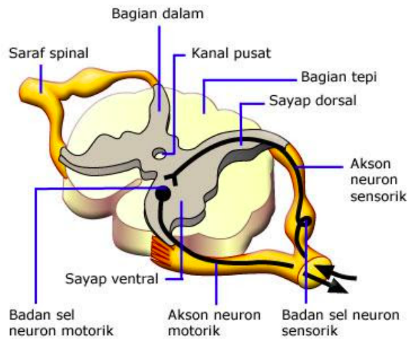 Bagian dalam
Saraf spinal
Kanal pusat
Bagian tepi
Sayap dorsal
Akson
neuron
sensorik
Sayap ventral
Badan sel
neuron motorik
Akson neuron
motorik
Badan sel neuron
sensorik